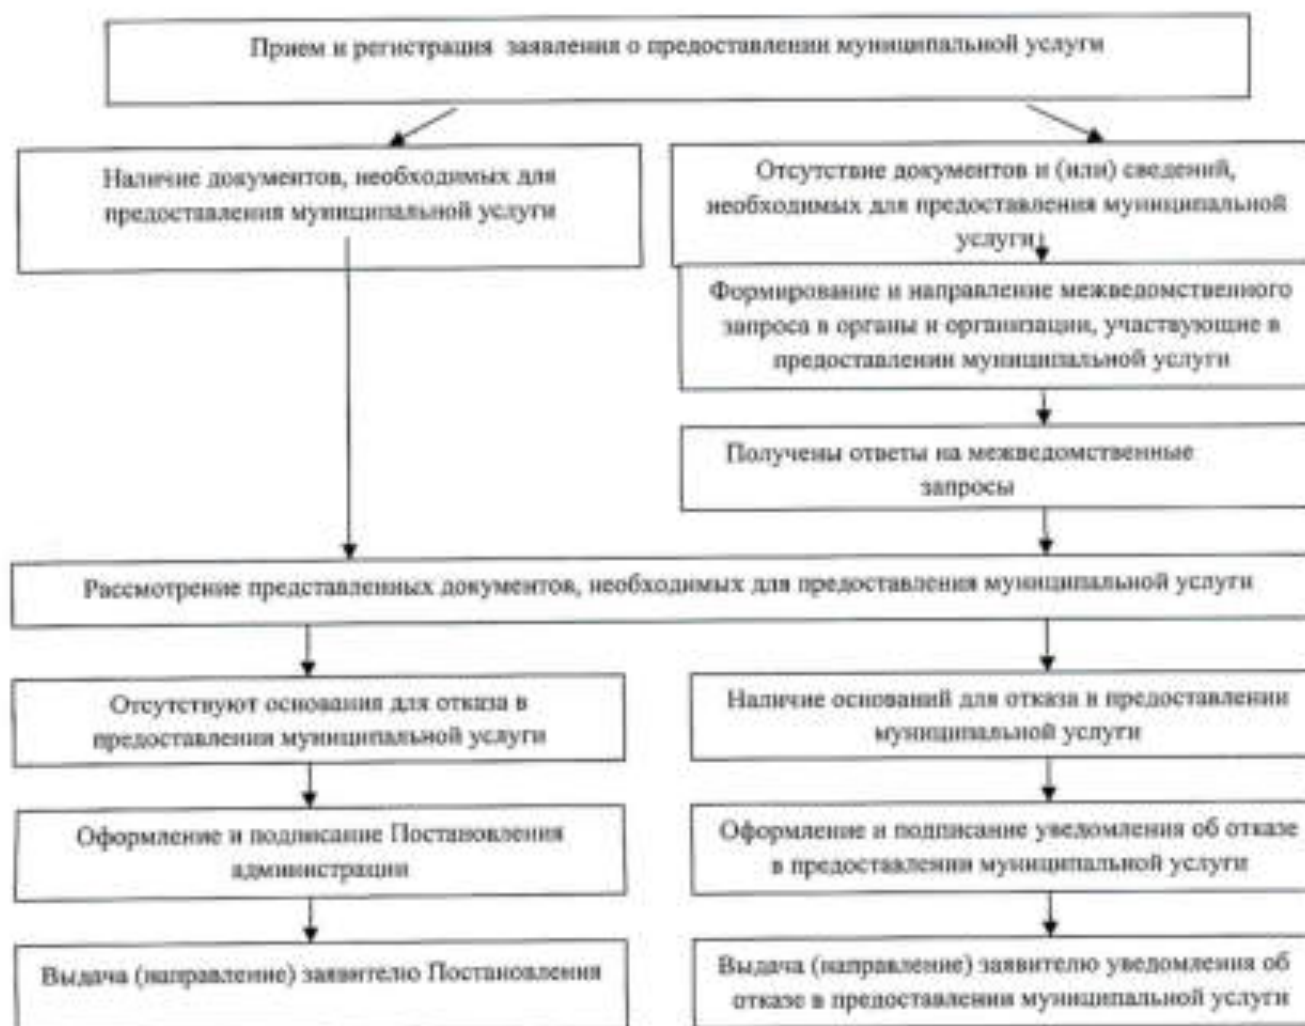 Прием и регистрация заявления о предоставлении муниципальной услуги
Наличие документов, необходимых для
предоставления муниципальной услуги
Отсутствие документов и (или) сведений,
необходимых для предоставления муниципальной
услуги
Формирование и направление межведомственного
запроса в органы и организации, участвующие в
предоставлении муниципальной услуги
Получены ответы на межведомственные
запросы
Рассмотрение представленных документов, необходимых для предоставления муниципальной услуги
Отсутствуют основания для отказа в
предоставлении муниципальной услуги
Наличие оснований для отказа в предоставлении
муниципальной услуги
Оформление и подписание Постановления
администрации
Оформление и подписание уведомления об отказе
в предоставлении муниципальной услуги
Выдача (направление) заявителю Постановления
Выдача (направление) заявителю уведомления об
отказе в предоставлении муниципальной услуги